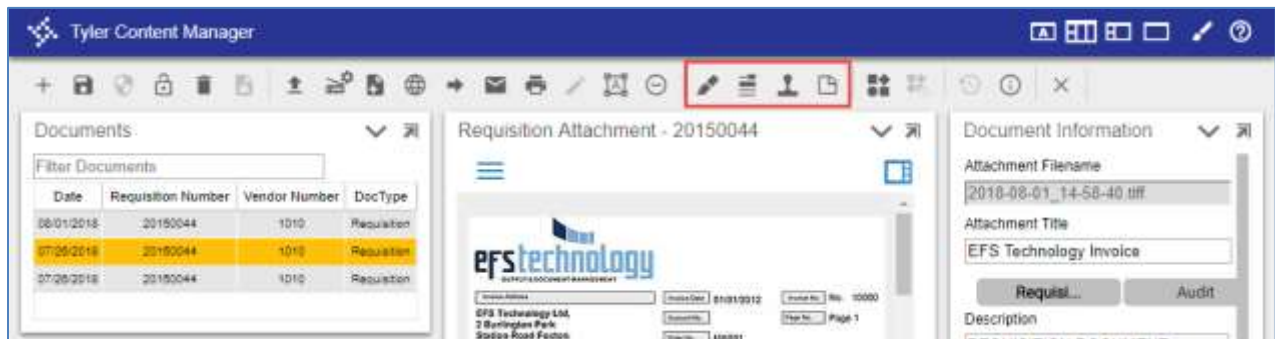 Tyler Content Manager
Documents
Filter Documents
Date Requisition Number Vendor Number DocType
08/01/2018 20150044 1010 Requisition
07/26/2018 20150044 1010 Requisition
07/26/2018 20150044 1010 Requisition
Requisition Attachment - 20150044
efstechnology
OUTPUT & DOCUMENT MANAGEMENT
Invoice Address
EFS Technology Ltd.
2 Burlington Park
Station Road Foxton
Invoice Date 01/01/2012
Invoice No. No. 10000
Page No. Page 1
Document Information
Attachment Filename
2018-08-01_14-58-40.tiff
Attachment Title
EFS Technology Invoice
Requisi... Audit
Description